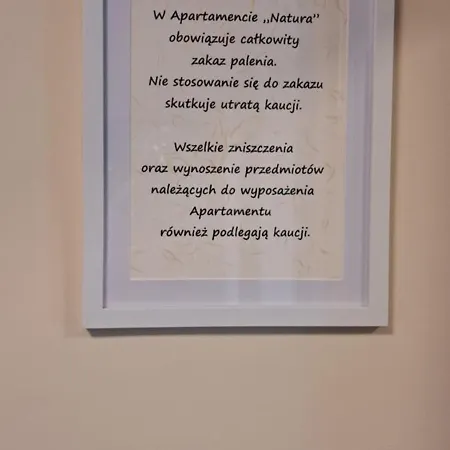 W Apartamencie ,,Natura”
obowiązuje całkowity
zakaz palenia.
Nie stosowanie się do zakazu
skutkuje utratą kaucji.
Wszelkie zniszczenia
oraz wynoszenie przedmiotów
należących do wyposażenia
Apartamentu
również podlegają kaucji.